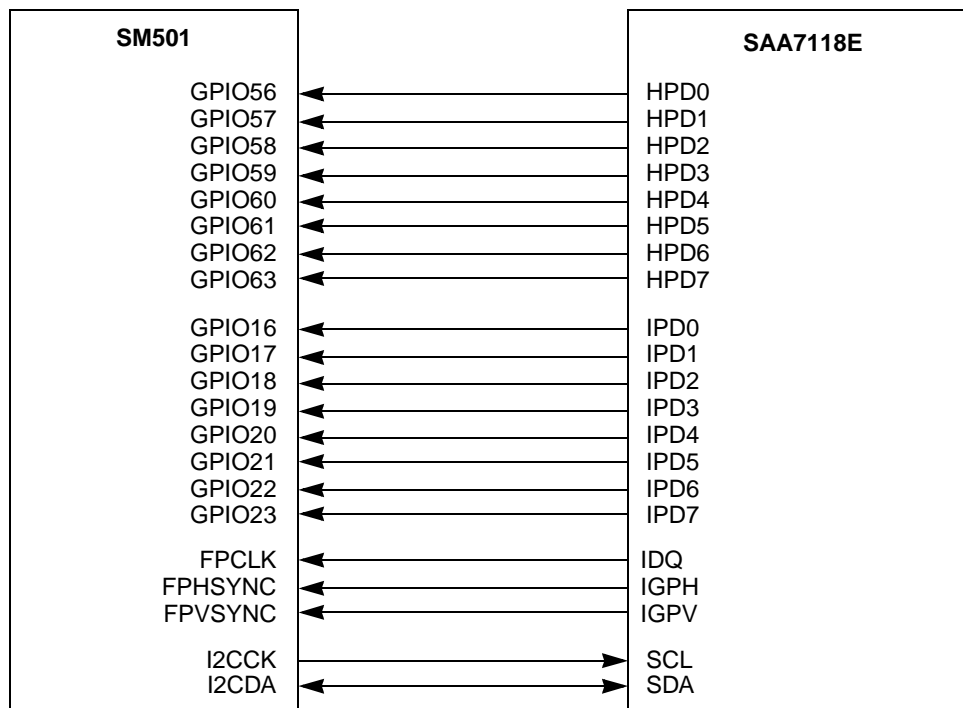 SM501 SAA7118E
GPIO56 HPD0
GPIO57 HPD1
GPIO58 HPD2
GPIO59 HPD3
GPIO60 HPD4
GPIO61 HPD5
GPIO62 HPD6
GPIO63 HPD7
GPIO16 IPD0
GPIO17 IPD1
GPIO18 IPD2
GPIO19 IPD3
GPIO20 IPD4
GPIO21 IPD5
GPIO22 IPD6
GPIO23 IPD7
FPCLK IDQ
FPHSYNC IGPH
FPVSYNC IGPV
I2CCK SCL
I2CDA SDA